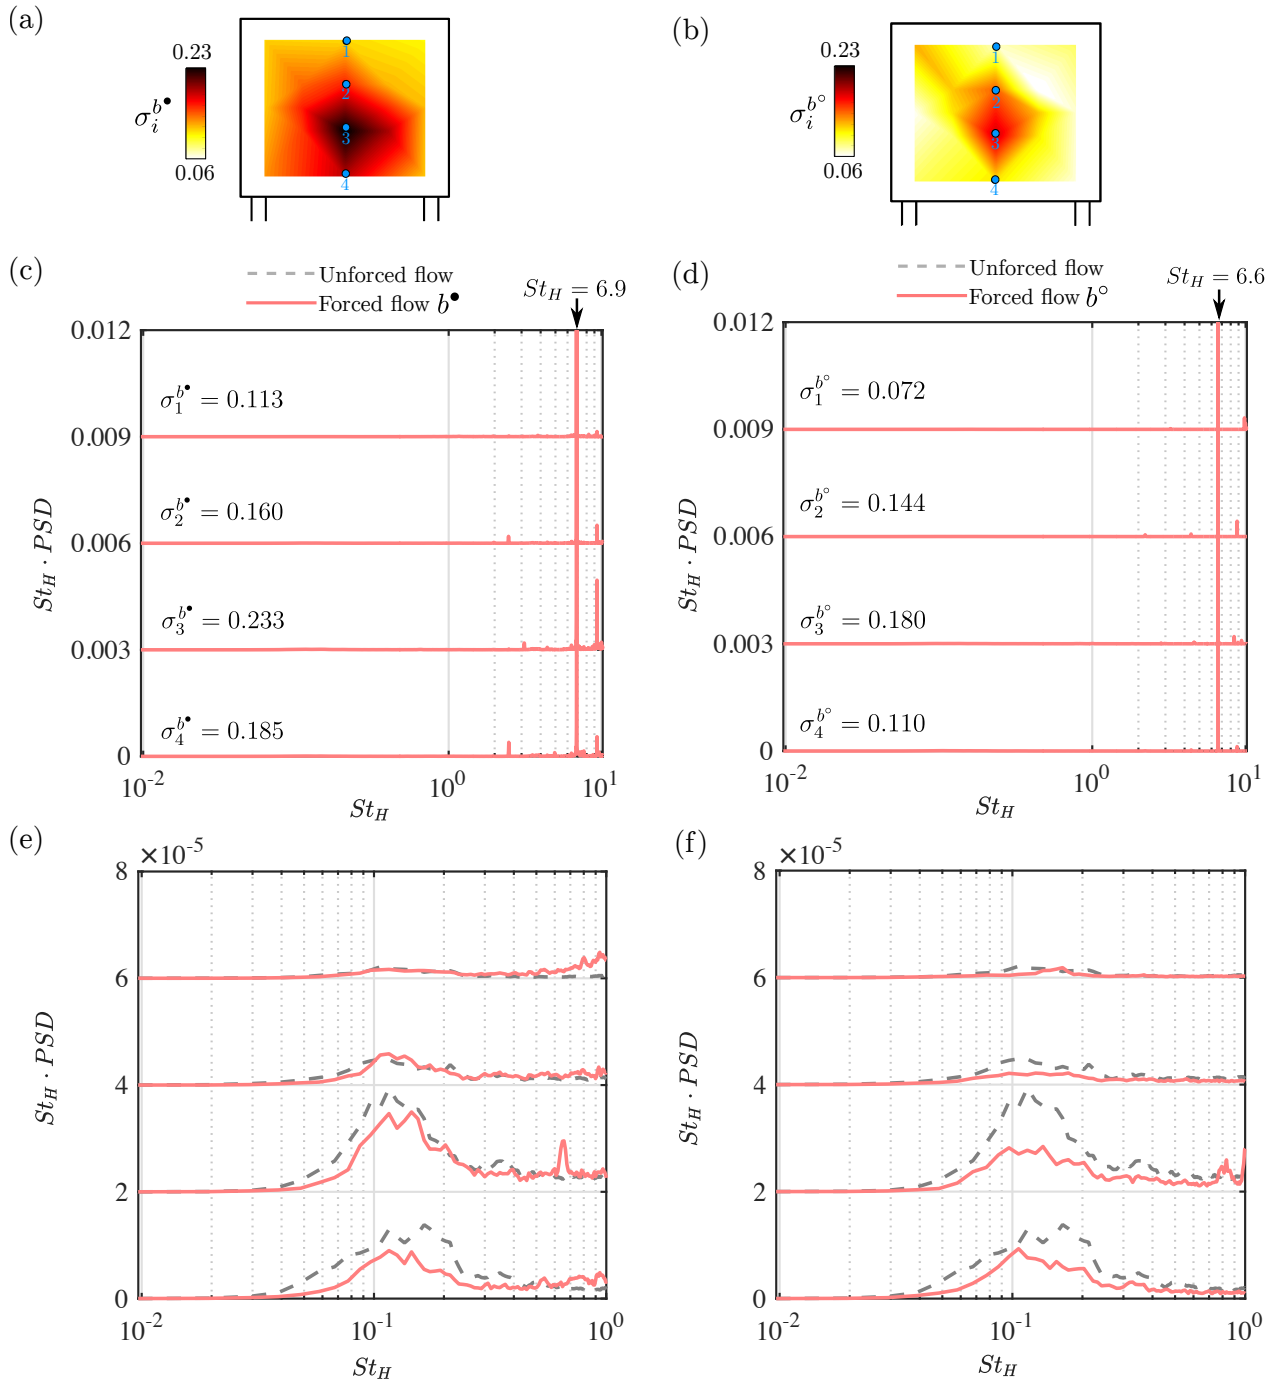 (a)
0.23
σ_i^{b^•}
0.06
1
2
3
4
(b)
0.23
σ_i^{b^◦}
0.06
1
2
3
4
(c)
Unforced flow
Forced flow b^•
St_H = 6.9
0.012
σ_1^{b^•} = 0.113
0.009
σ_2^{b^•} = 0.160
0.006
σ_3^{b^•} = 0.233
0.003
σ_4^{b^•} = 0.185
0
St_H · PSD
10^{-2} 10^0 10^1
St_H
(d)
Unforced flow
Forced flow b^◦
St_H = 6.6
0.012
σ_1^{b^◦} = 0.072
0.009
σ_2^{b^◦} = 0.144
0.006
σ_3^{b^◦} = 0.180
0.003
σ_4^{b^◦} = 0.110
0
St_H · PSD
10^{-2} 10^0 10^1
St_H
(e)
×10^{-5}
8
6
4
2
0
St_H · PSD
10^{-2} 10^{-1} 10^0
St_H
(f)
×10^{-5}
8
6
4
2
0
St_H · PSD
10^{-2} 10^{-1} 10^0
St_H